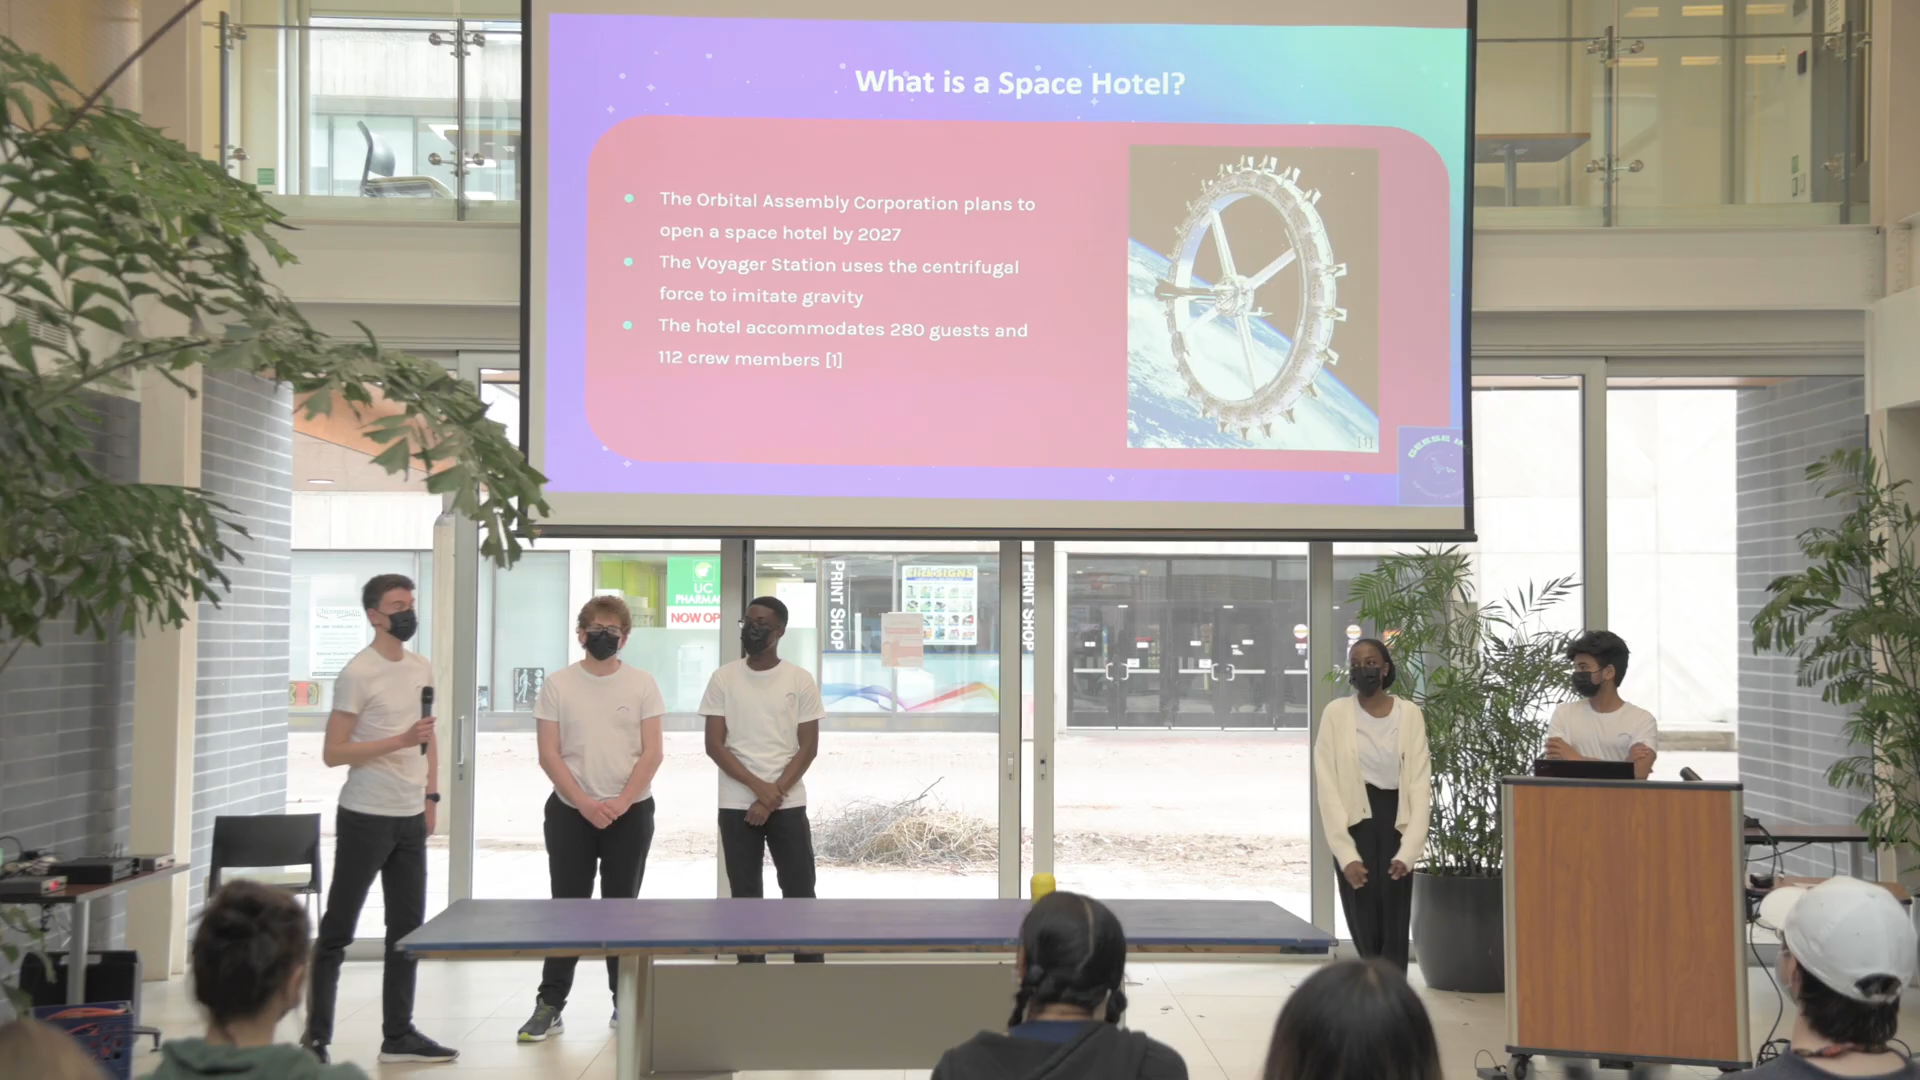 What is a Space Hotel?
The Orbital Assembly Corporation plans to
open a space hotel by 2027
The Voyager Station uses the centrifugal
force to imitate gravity
The hotel accommodates 280 guests and
112 crew members [1]
[1]
UC
PHARMA
NOW OP
PRINT SHOP
SIGNS
PRINT SHOP